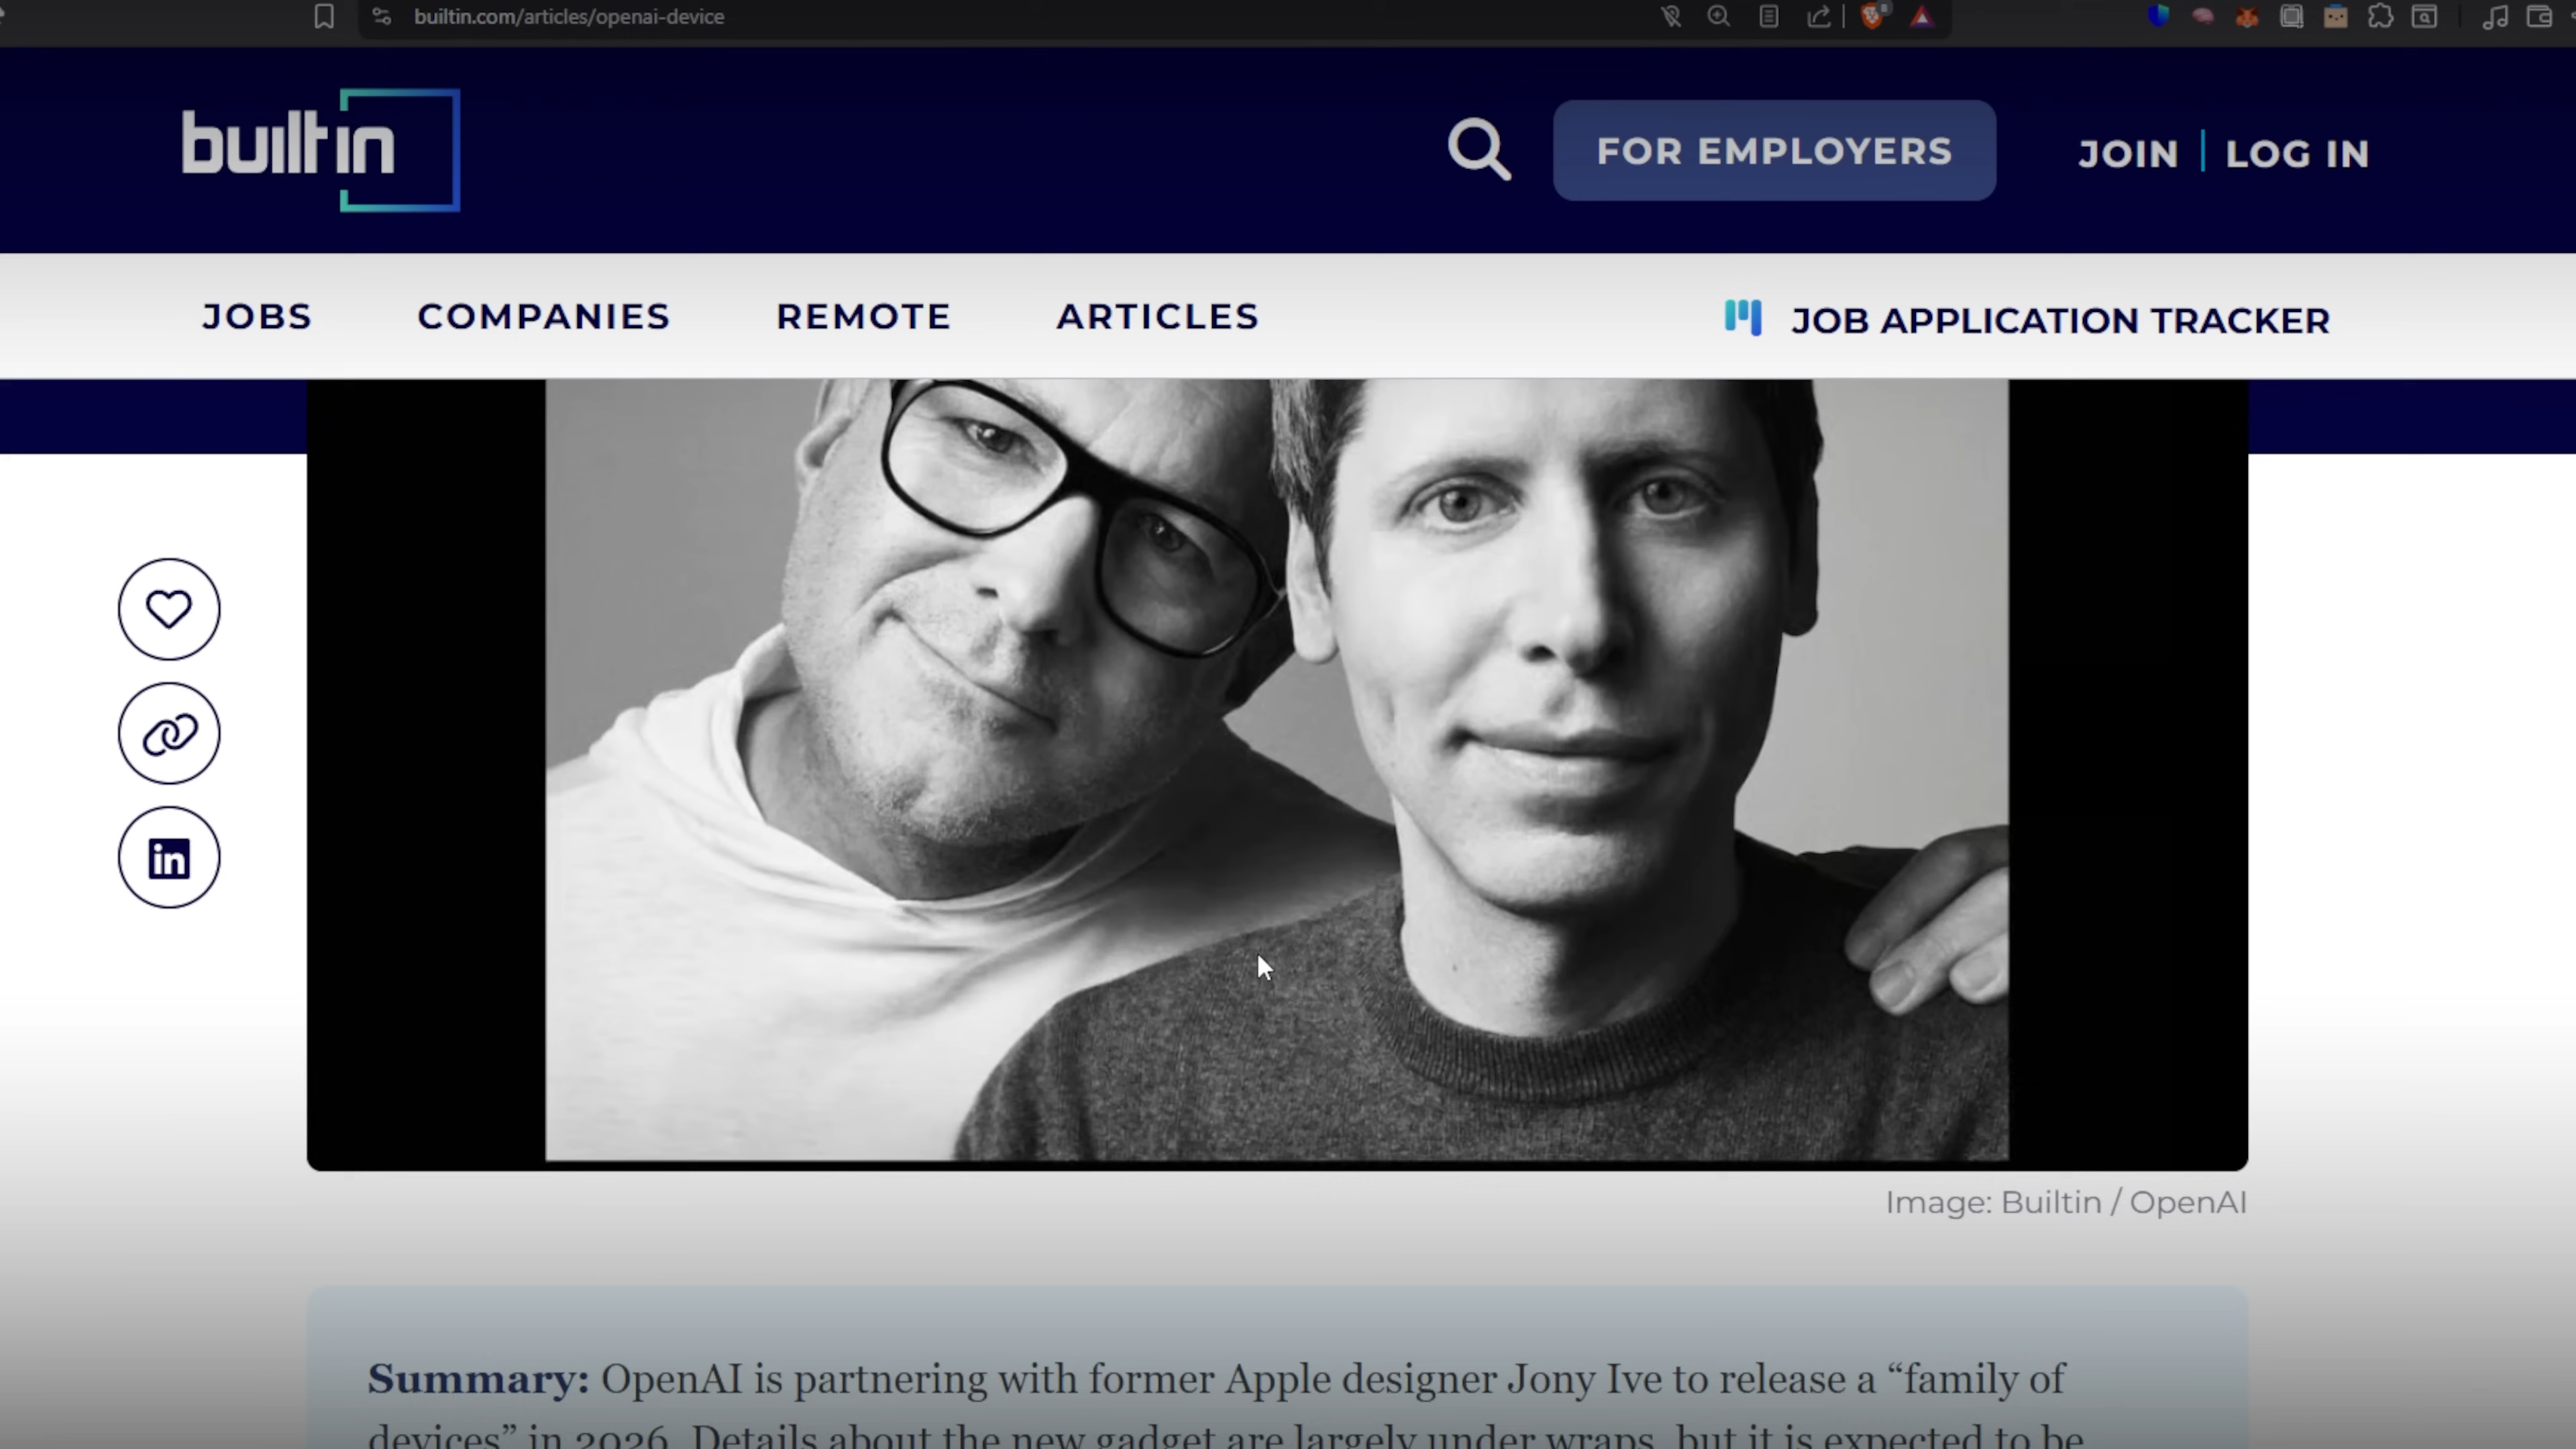 builtin.com/articles/openai-device
builtin
FOR EMPLOYERS
JOIN
LOG IN
JOBS
COMPANIES
REMOTE
ARTICLES
JOB APPLICATION TRACKER
in
Image: Builtin / OpenAI
Summary: OpenAI is partnering with former Apple designer Jony Ive to release a “family of
devices” in 2026. Details about the new gadget are largely under wraps, but it is expected to be